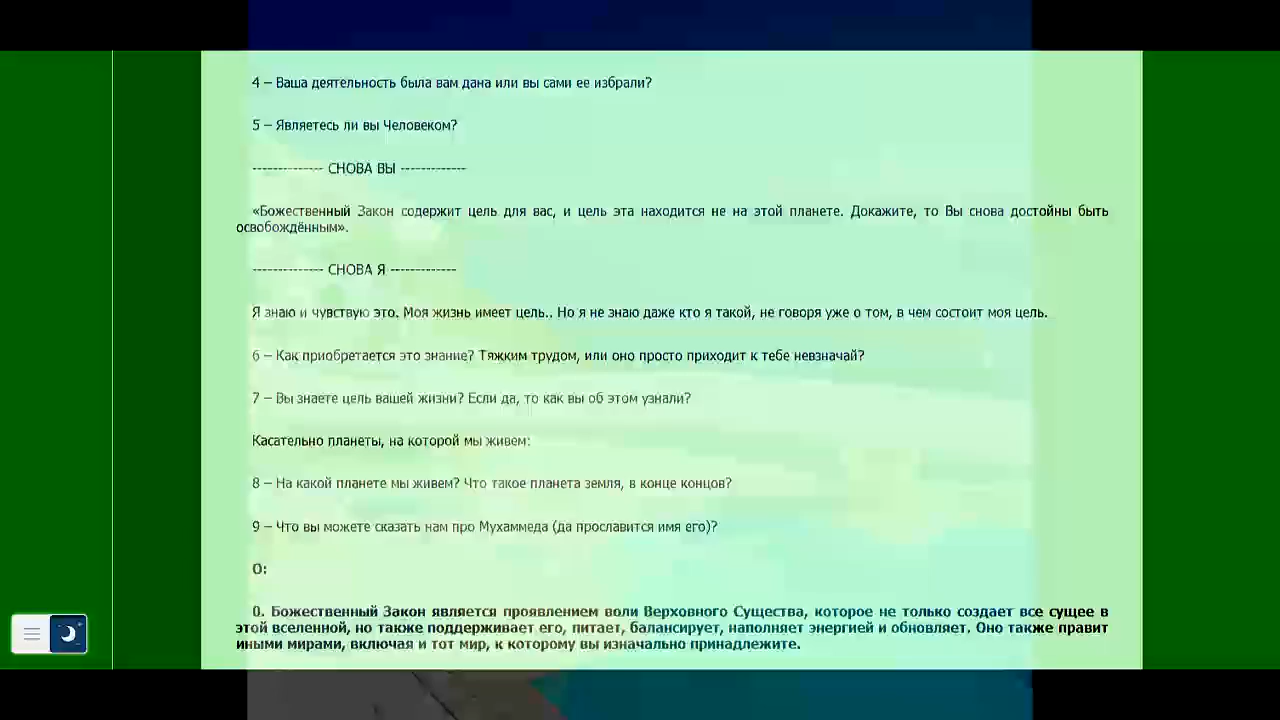 4 – Ваша деятельность была вам дана или вы сами ее избрали?
5 – Являетесь ли вы Человеком?
-------------- СНОВА ВЫ -------------
«Божественный Закон содержит цель для вас, и цель эта находится не на этой планете. Докажите, то Вы снова достойны быть
освобождённым».
-------------- СНОВА Я -------------
Я знаю и чувствую это. Моя жизнь имеет цель.. Но я не знаю даже кто я такой, не говоря уже о том, в чем состоит моя цель.
6 – Как приобретается это знание? Тяжким трудом, или оно просто приходит к тебе невзначай?
7 – Вы знаете цель вашей жизни? Если да, то как вы об этом узнали?
Касательно планеты, на которой мы живем:
8 – На какой планете мы живем? Что такое планета земля, в конце концов?
9 – Что вы можете сказать нам про Мухаммеда (да прославится имя его)?
О:
0. Божественный Закон является проявлением воли Верховного Существа, которое не только создает все сущее в
этой вселенной, но также поддерживает его, питает, балансирует, наполняет энергией и обновляет. Оно также правит
иными мирами, включая и тот мир, к которому вы изначально принадлежите.